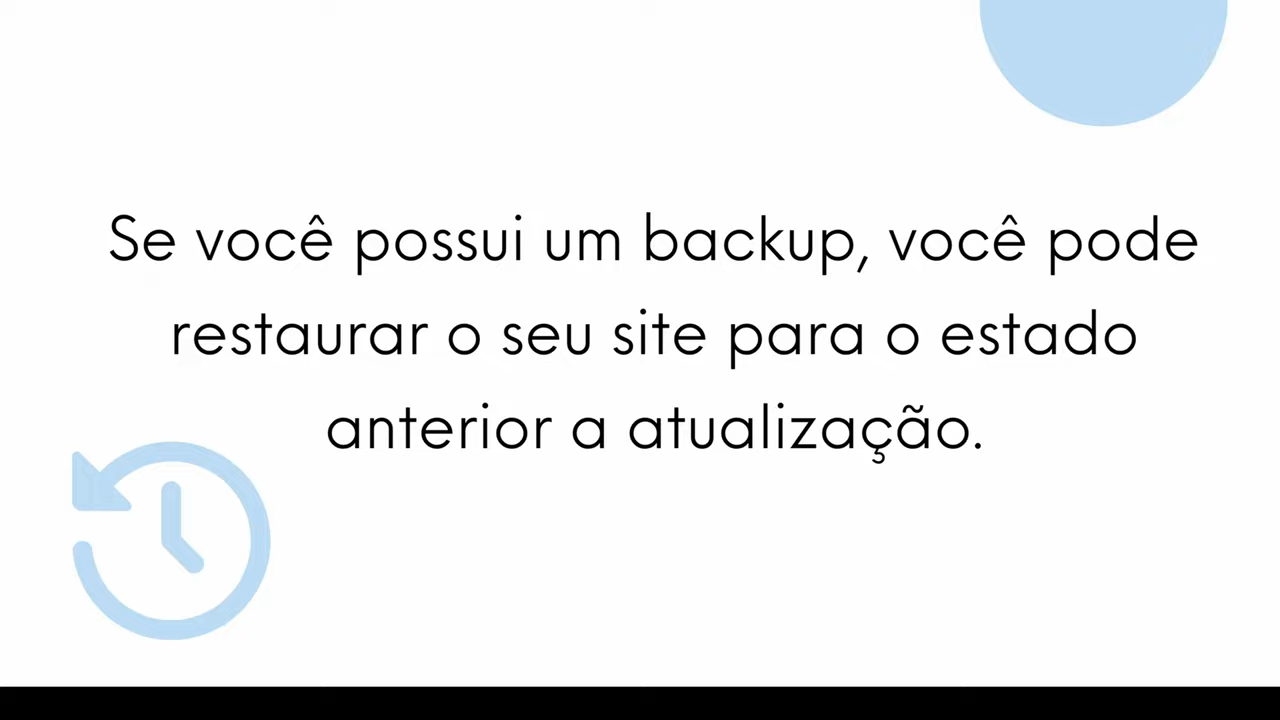 Se você possui um backup, você pode
restaurar o seu site para o estado
anterior a atualização.